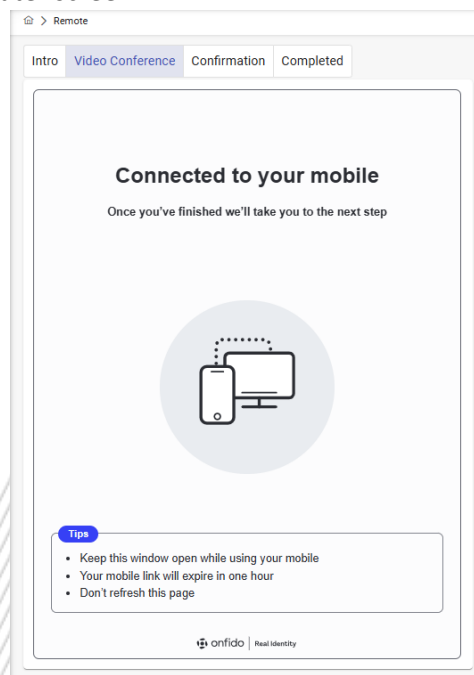 Remote
Intro Video Conference Confirmation Completed
Connected to your mobile
Once you've finished we'll take you to the next step
Tips
Keep this window open while using your mobile
Your mobile link will expire in one hour
Don't refresh this page
onfido Real Identity